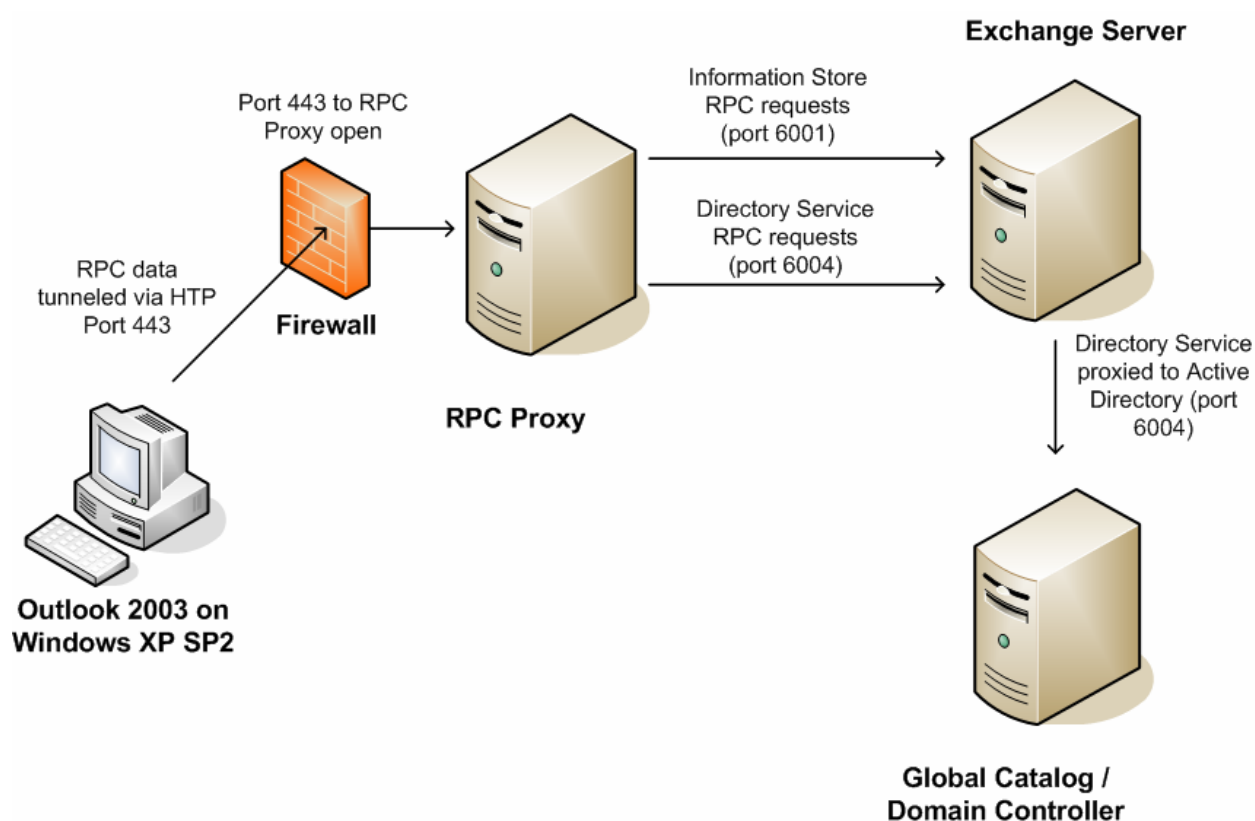 Exchange Server
Port 443 to RPC
Proxy open
Information Store
RPC requests
(port 6001)
Directory Service
RPC requests
(port 6004)
RPC data
tunneled via HTP
Port 443
Firewall
RPC Proxy
Directory Service
proxied to Active
Directory (port
6004)
Outlook 2003 on
Windows XP SP2
Global Catalog /
Domain Controller